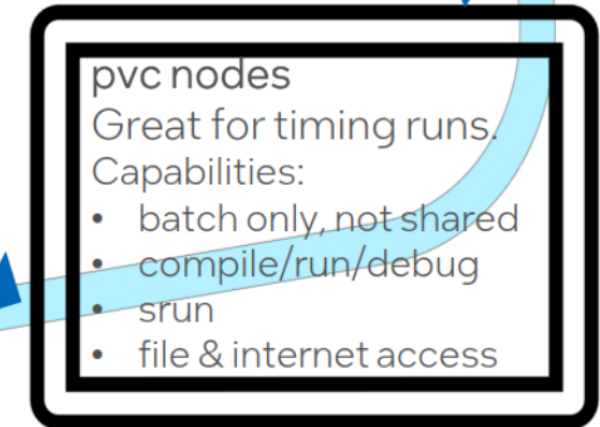 pvc nodes
Great for timing runs.
Capabilities:
• batch only, not shared
• compile/run/debug
• srun
• file & internet access